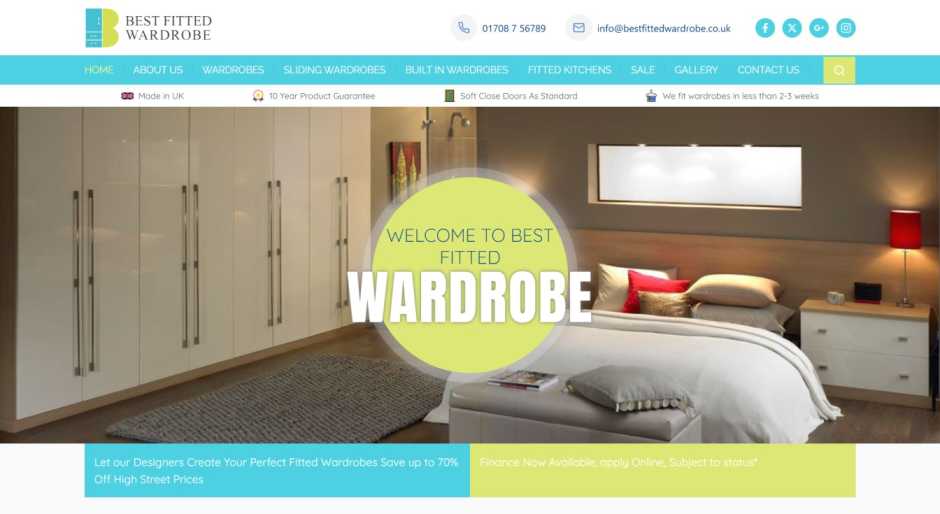 BEST FITTED
WARDROBE
01708 7 56789
info@bestfittedwardrobe.co.uk
HOME ABOUT US WARDROBES SLIDING WARDROBES BUILT IN WARDROBES FITTED KITCHENS SALE GALLERY CONTACT US
Made in UK 10 Year Product Guarantee Soft Close Doors As Standard We fit wardrobes in less than 2-3 weeks
WELCOME TO BEST
FITTED
WARDROBE
Let our Designers Create Your Perfect Fitted Wardrobes Save up to 70%
Off High Street Prices
Finance Now Available, apply Online, Subject to status*